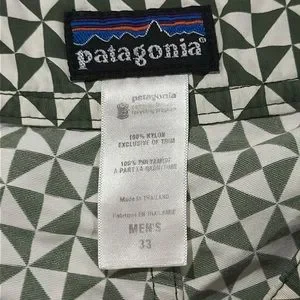 patagonia®
patagonia®
100% NYLON
EXCLUSIVE OF TRIM
100% POLYAMIDE
Made in THAILAND
MEN'S
33